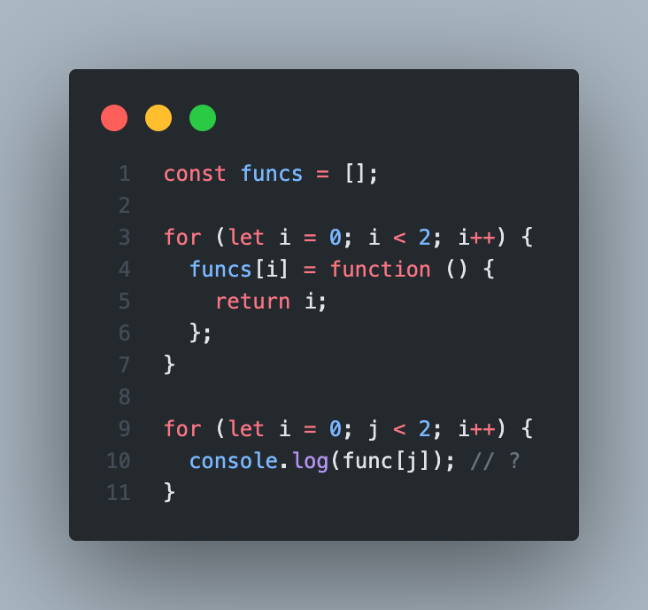 1 const funcs = [];
2
3 for (let i = 0; i < 2; i++) {
4   funcs[i] = function () {
5     return i;
6   };
7 }
8
9 for (let i = 0; j < 2; i++) {
10   console.log(func[j]); // ?
11 }